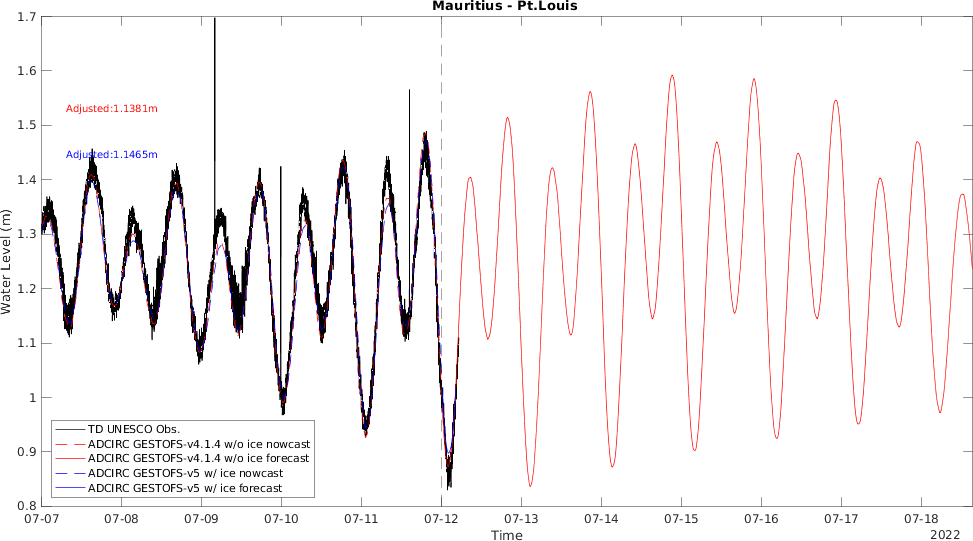 Mauritius - Pt.Louis
1.7
1.6
1.5
1.4
1.3
1.2
1.1
1
0.9
0.8
Water Level (m)
Adjusted:1.1381m
Adjusted:1.1465m
TD UNESCO Obs.
ADCIRC GESTOFS-v4.1.4 w/o ice nowcast
ADCIRC GESTOFS-v4.1.4 w/o ice forecast
ADCIRC GESTOFS-v5 w/ ice nowcast
ADCIRC GESTOFS-v5 w/ ice forecast
07-07 07-08 07-09 07-10 07-11 07-12 07-13 07-14 07-15 07-16 07-17 07-18
Time
2022